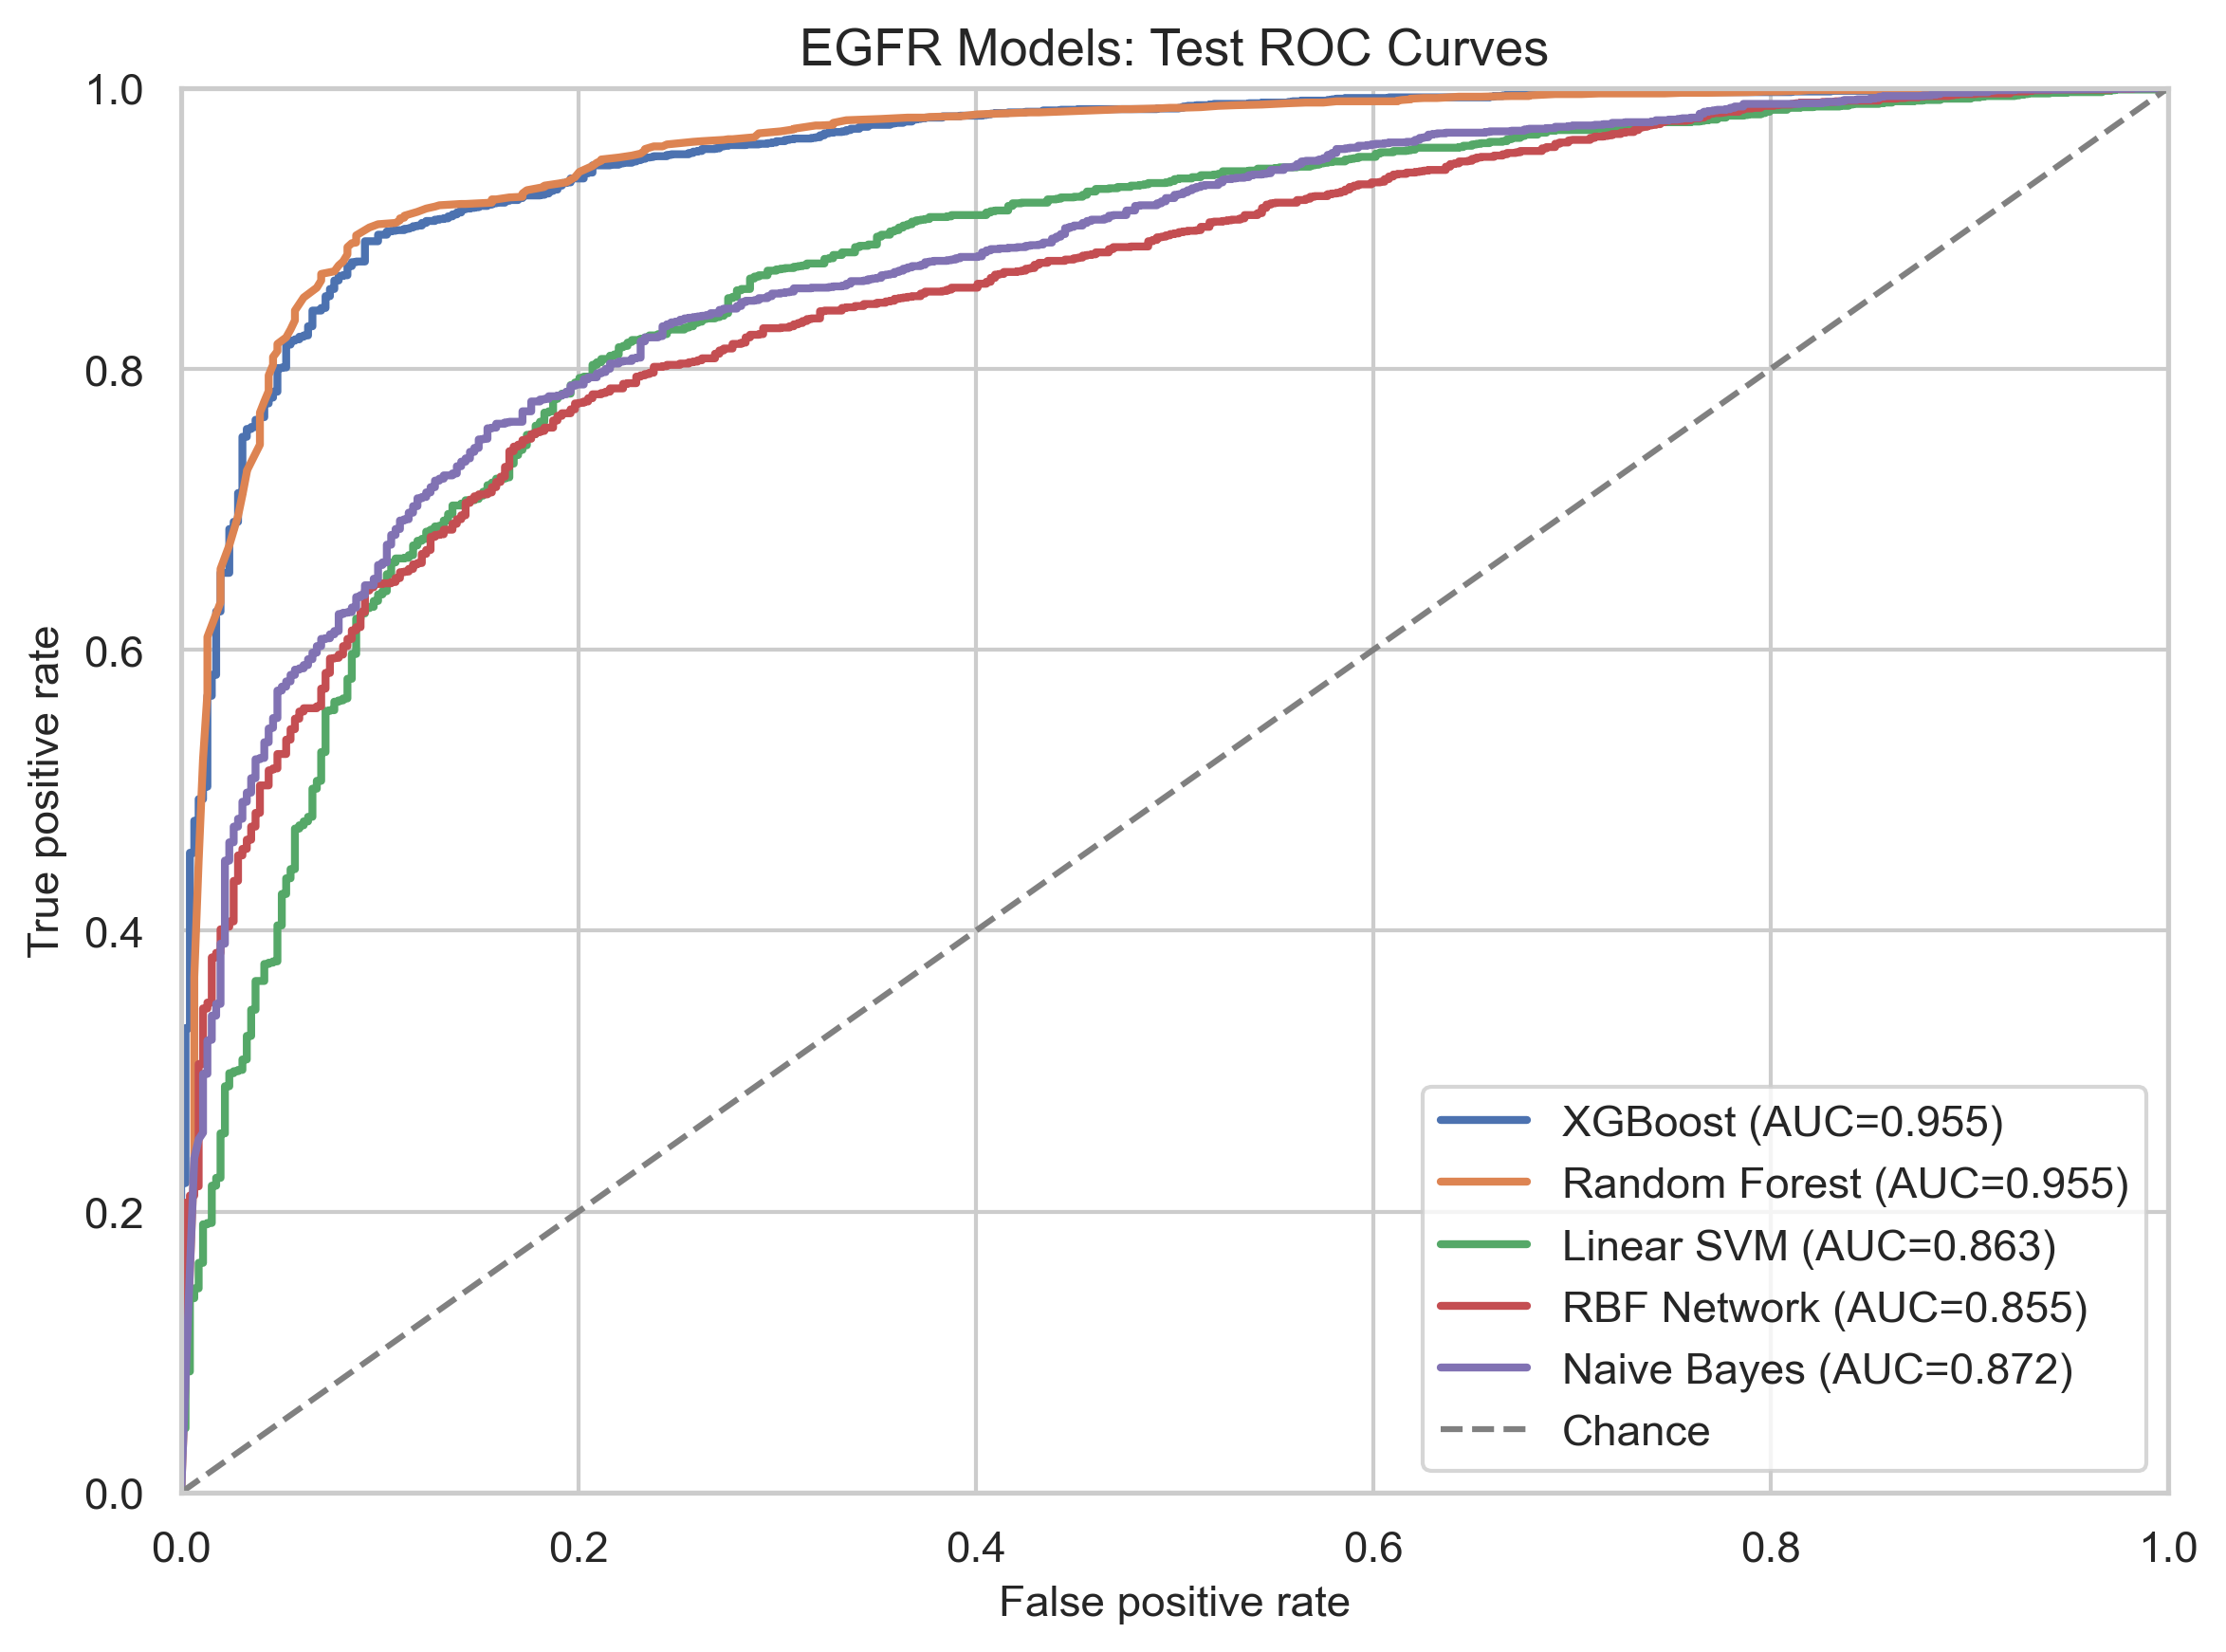 EGFR Models: Test ROC Curves
True positive rate
1.0
0.8
0.6
0.4
0.2
0.0
0.0
0.2
0.4
0.6
0.8
1.0
False positive rate
XGBoost (AUC=0.955)
Random Forest (AUC=0.955)
Linear SVM (AUC=0.863)
RBF Network (AUC=0.855)
Naive Bayes (AUC=0.872)
Chance